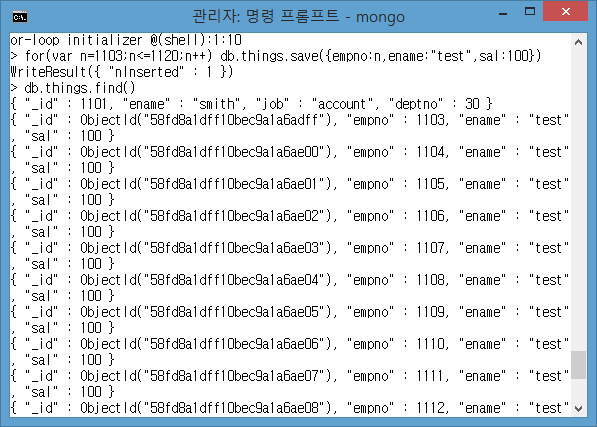 관리자: 명령 프롬프트 - mongo
or-loop initializer @(shell):1:10
> for(var n=1103;n<=1120;n++) db.things.save({empno:n,ename:"test",sal:100})
WriteResult({ "nInserted" : 1 })
> db.things.find()
{ "_id" : 1101, "ename" : "smith", "job" : "account", "deptno" : 30 }
{ "_id" : ObjectId("58fd8a1dff10bec9a1a6adff"), "empno" : 1103, "ename" : "test"
, "sal" : 100 }
{ "_id" : ObjectId("58fd8a1dff10bec9a1a6ae00"), "empno" : 1104, "ename" : "test"
, "sal" : 100 }
{ "_id" : ObjectId("58fd8a1dff10bec9a1a6ae01"), "empno" : 1105, "ename" : "test"
, "sal" : 100 }
{ "_id" : ObjectId("58fd8a1dff10bec9a1a6ae02"), "empno" : 1106, "ename" : "test"
, "sal" : 100 }
{ "_id" : ObjectId("58fd8a1dff10bec9a1a6ae03"), "empno" : 1107, "ename" : "test"
, "sal" : 100 }
{ "_id" : ObjectId("58fd8a1dff10bec9a1a6ae04"), "empno" : 1108, "ename" : "test"
, "sal" : 100 }
{ "_id" : ObjectId("58fd8a1dff10bec9a1a6ae05"), "empno" : 1109, "ename" : "test"
, "sal" : 100 }
{ "_id" : ObjectId("58fd8a1dff10bec9a1a6ae06"), "empno" : 1110, "ename" : "test"
, "sal" : 100 }
{ "_id" : ObjectId("58fd8a1dff10bec9a1a6ae07"), "empno" : 1111, "ename" : "test"
, "sal" : 100 }
{ "_id" : ObjectId("58fd8a1dff10bec9a1a6ae08"), "empno" : 1112, "ename" : "test"